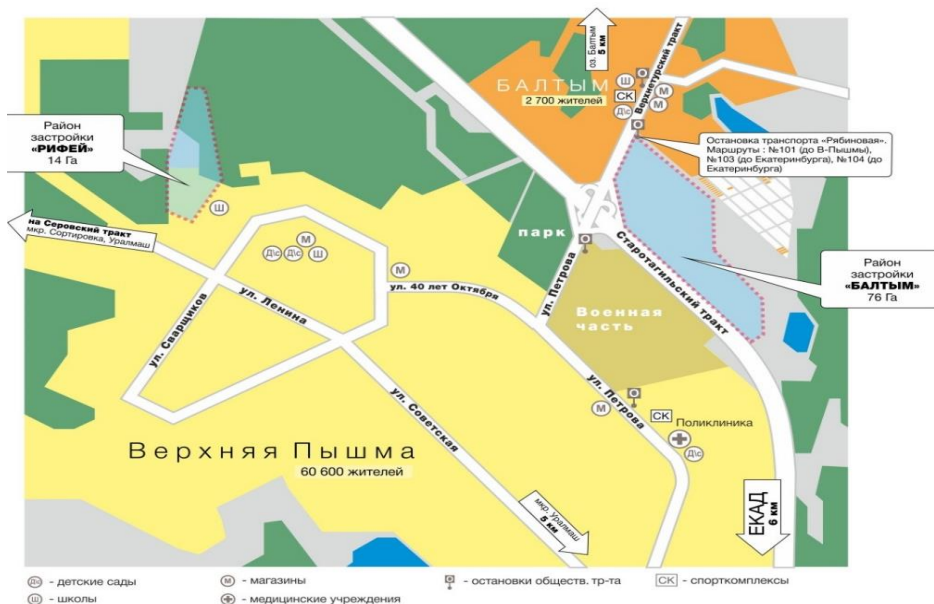 оз. Балтым
5 км
Верхнетурский тракт
БАЛТЫМ
2 700 жителей
Ш
СК
М
Д\с
М
Остановка транспорта «Рябиновая».
Маршруты : №101 (до В-Пышмы),
№103 (до Екатеринбурга), №104 (до
Екатеринбурга)
Район
застройки
«РИФЕЙ»
14 Га
Ш
на Серовский тракт
мкр. Сортировка, Уралмаш
парк
М
Д\с
Д\с
Ш
М
ул. 40 лет Октября
ул. Петрова
Старотагильский тракт
Район
застройки
«БАЛТЫМ»
76 Га
ул. Ленина
ул. Сварщиков
Военная
часть
ул. Петрова
М
СК
Поликлиника
Д\с
ул. Советская
Верхняя Пышма
60 600 жителей
мкр. Уралмаш
5 км
ЕКАД
6 км
Д\с - детские сады
М - магазины
- остановки обществ. тр-та
СК - спорткомплексы
Ш - школы
- медицинские учреждения